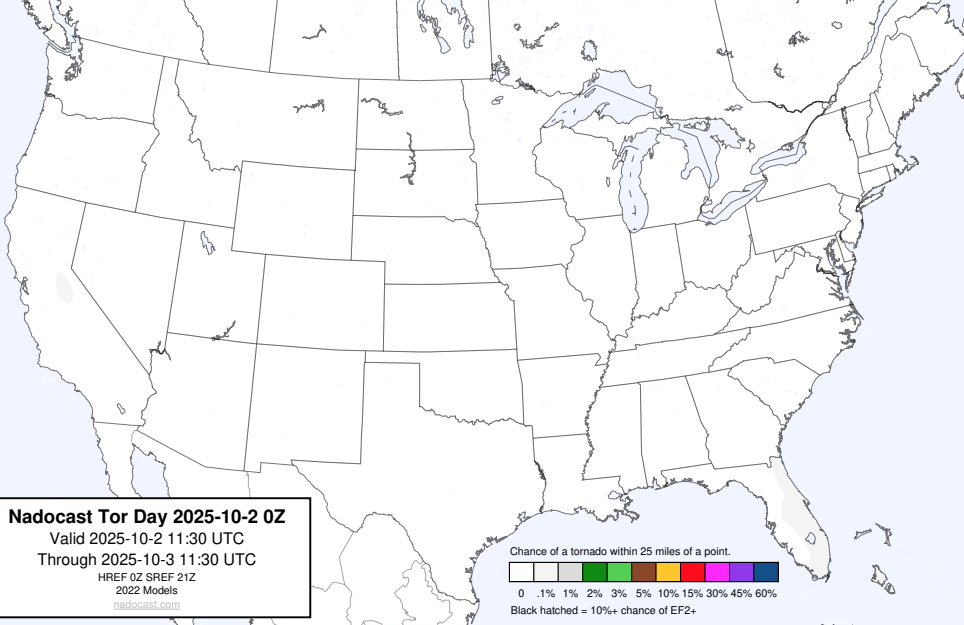 Nadocast Tor Day 2025-10-2 0Z
Valid 2025-10-2 11:30 UTC
Through 2025-10-3 11:30 UTC
HREF 0Z SREF 21Z
2022 Models
nadocast.com
Chance of a tornado within 25 miles of a point.
0 .1% 1% 2% 3% 5% 10% 15% 30% 45% 60%
Black hatched = 10%+ chance of EF2+